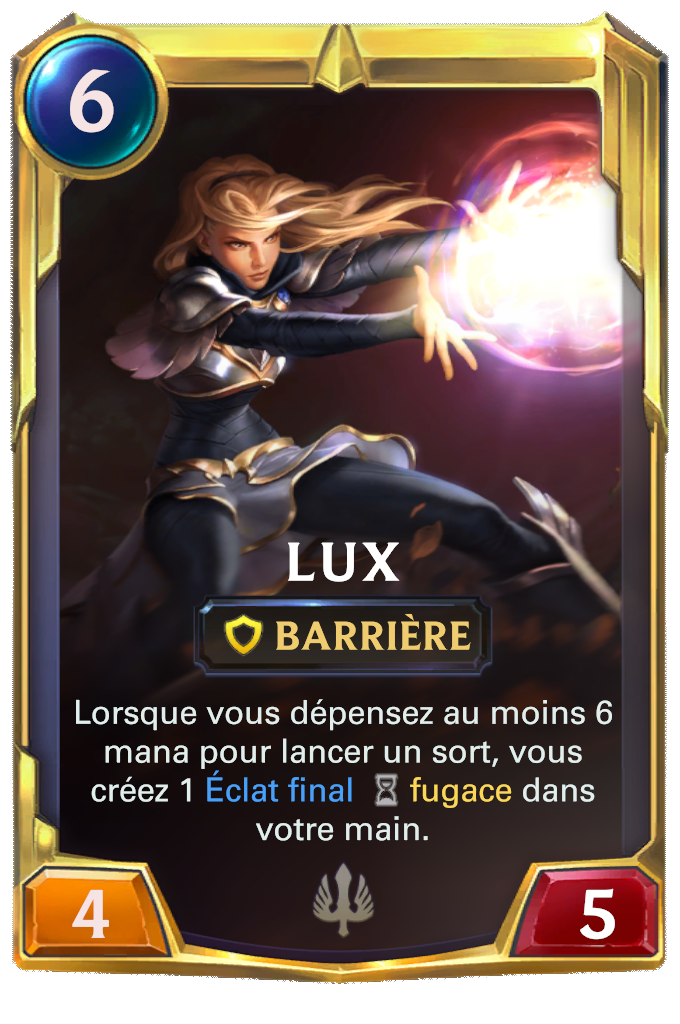 6
LUX
BARRIÈRE
Lorsque vous dépensez au moins 6
mana pour lancer un sort, vous
créez 1 Éclat final fugace dans
votre main.
4
5